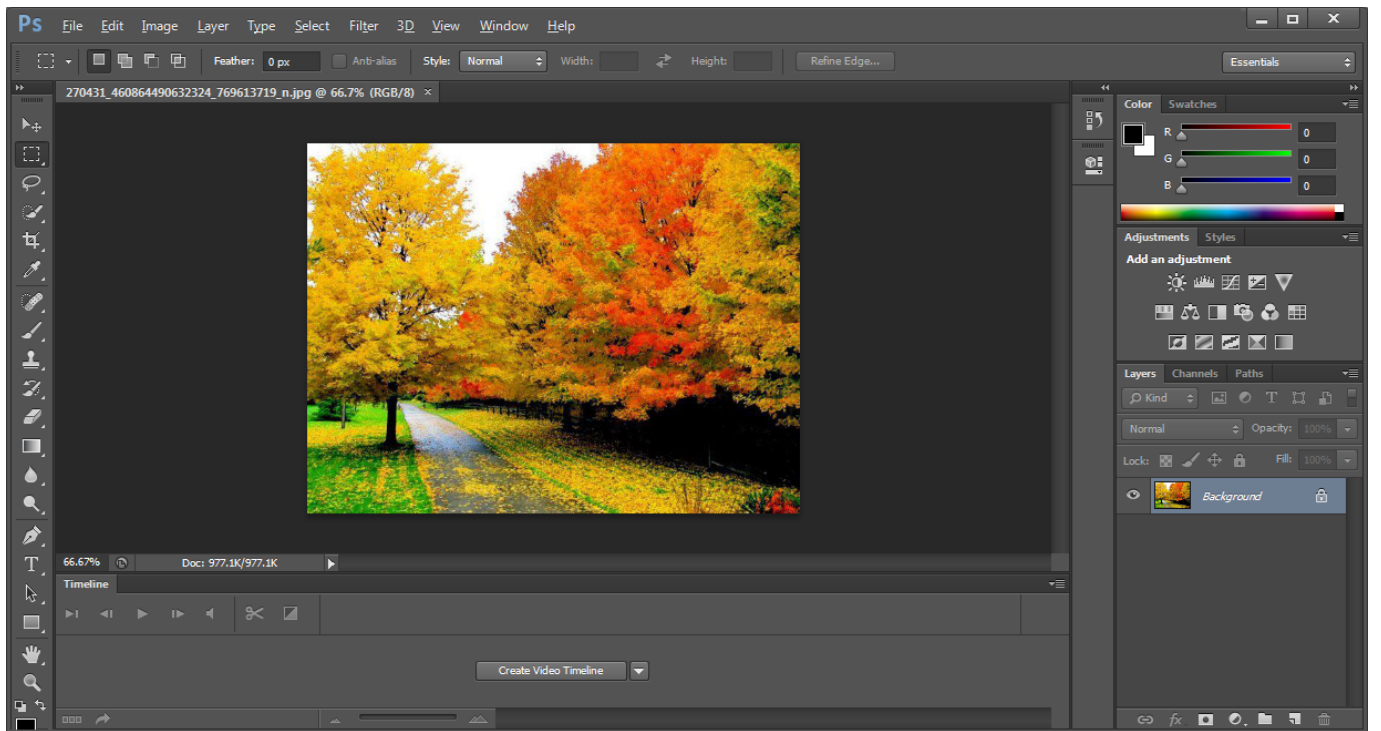 Ps File Edit Image Layer Type Select Filter 3D View Window Help
Feather: 0 px Anti-alias Style: Normal Width: Height: Refine Edge... Essentials
270431_460864490632324_769613719_n.jpg @ 66.7% (RGB/8) ×
Color Swatches
R 0
G 0
B 0
Adjustments Styles
Add an adjustment
Layers Channels Paths
Kind
Normal Opacity: 100%
Lock: Fill: 100%
Background
66.67% Doc: 977.1K/977.1K
Timeline
Create Video Timeline